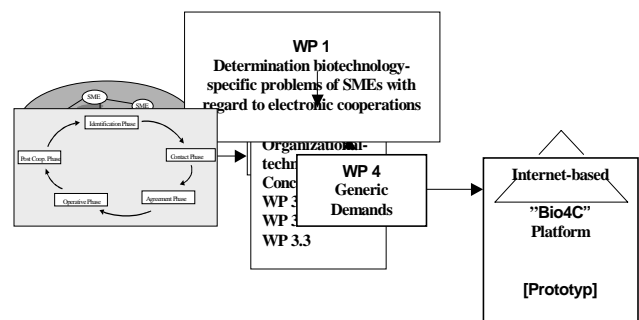 WP 1
Determination biotechnology-
specific problems of SMEs with
regard to electronic cooperations
SME
SME
Identification Phase
Contact Phase
Agreement Phase
Operative Phase
Post Coop. Phase
Organizational-
techn
Conc
WP 3
WP 3
WP 3.3
WP 4
Generic
Demands
Internet-based
”Bio4C”
Platform
[Prototyp]